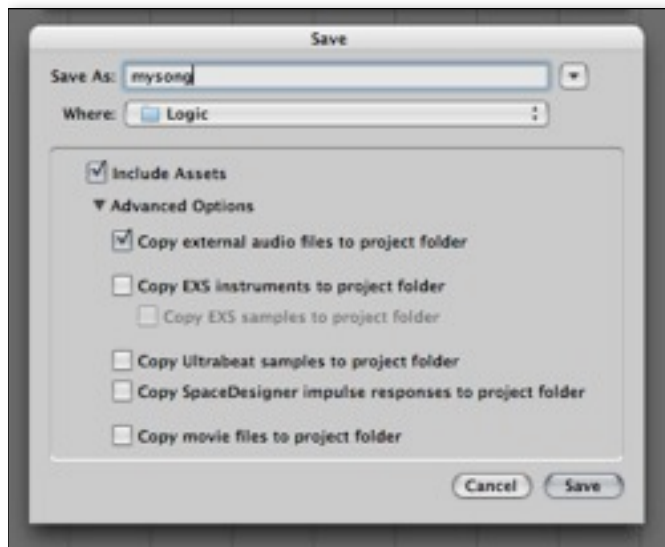 Save
Save As: mysong
Where: Logic
Include Assets
Advanced Options
Copy external audio files to project folder
Copy EXS instruments to project folder
Copy EXS samples to project folder
Copy Ultrabeat samples to project folder
Copy SpaceDesigner impulse responses to project folder
Copy movie files to project folder
Cancel Save